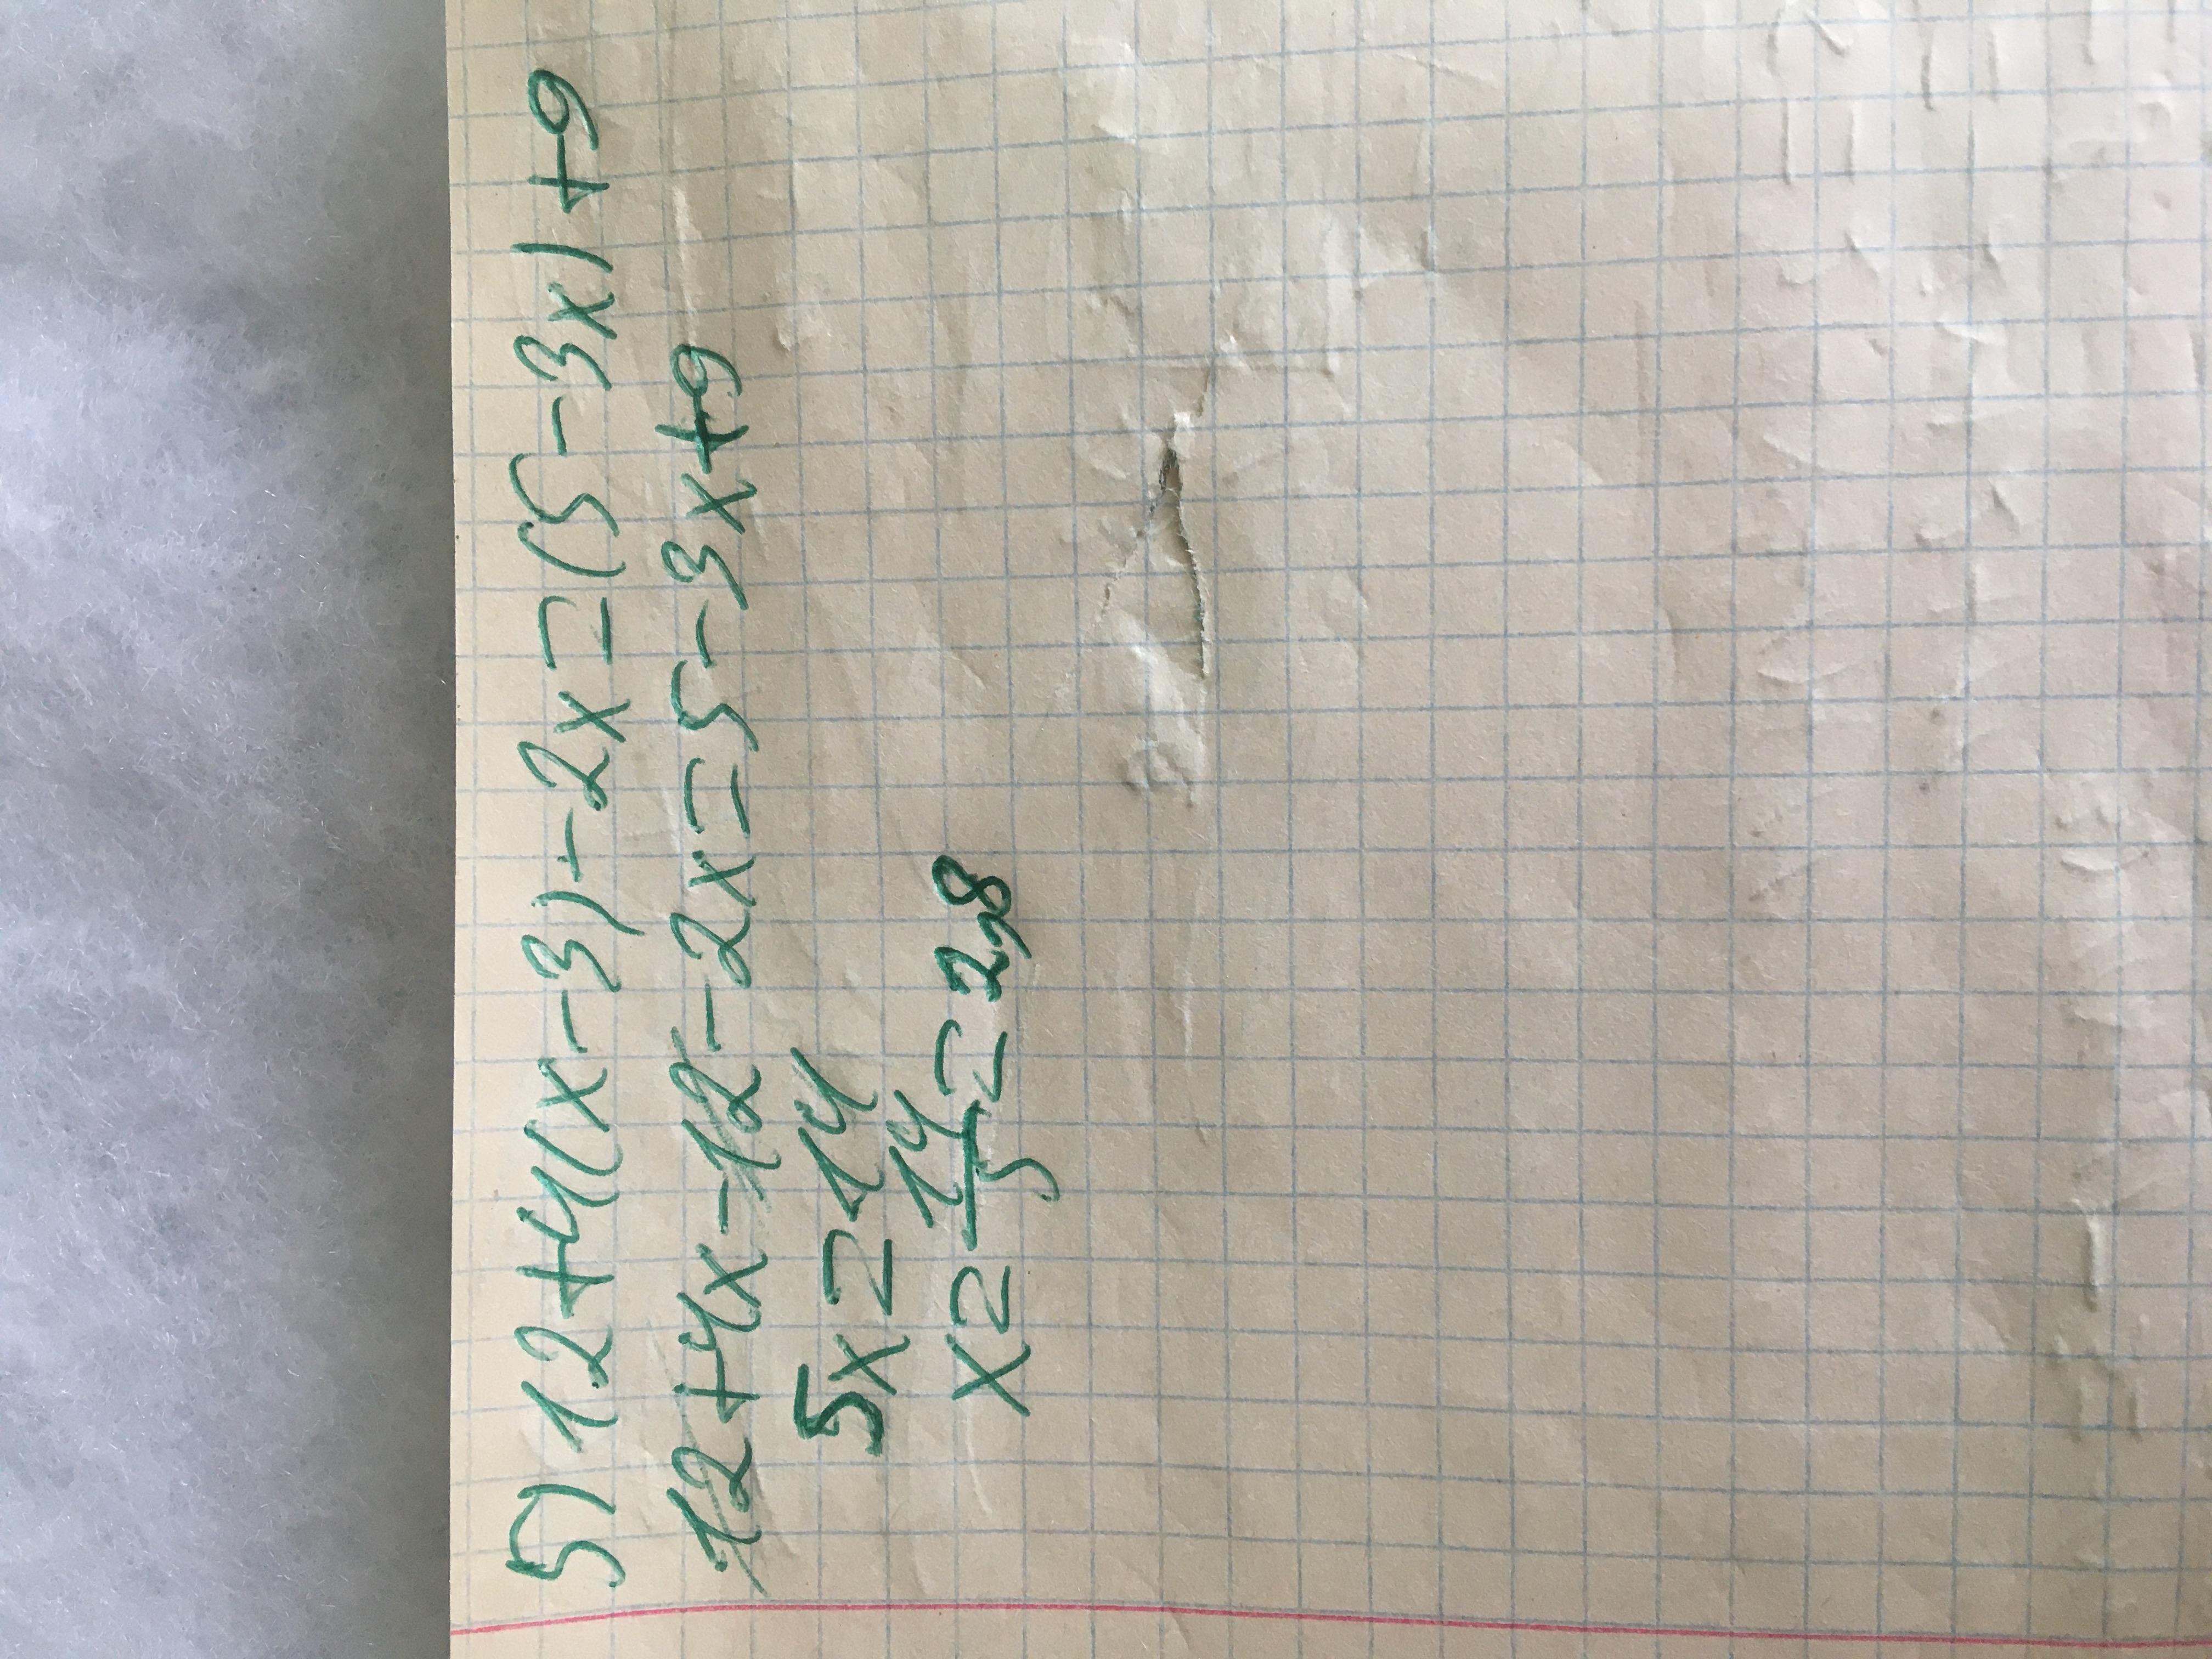 5) 12+4(x-3)-2x=(5-3x)+9
12+4x-12-2x=5-3x+9
5x=14
x=14/5=2,8